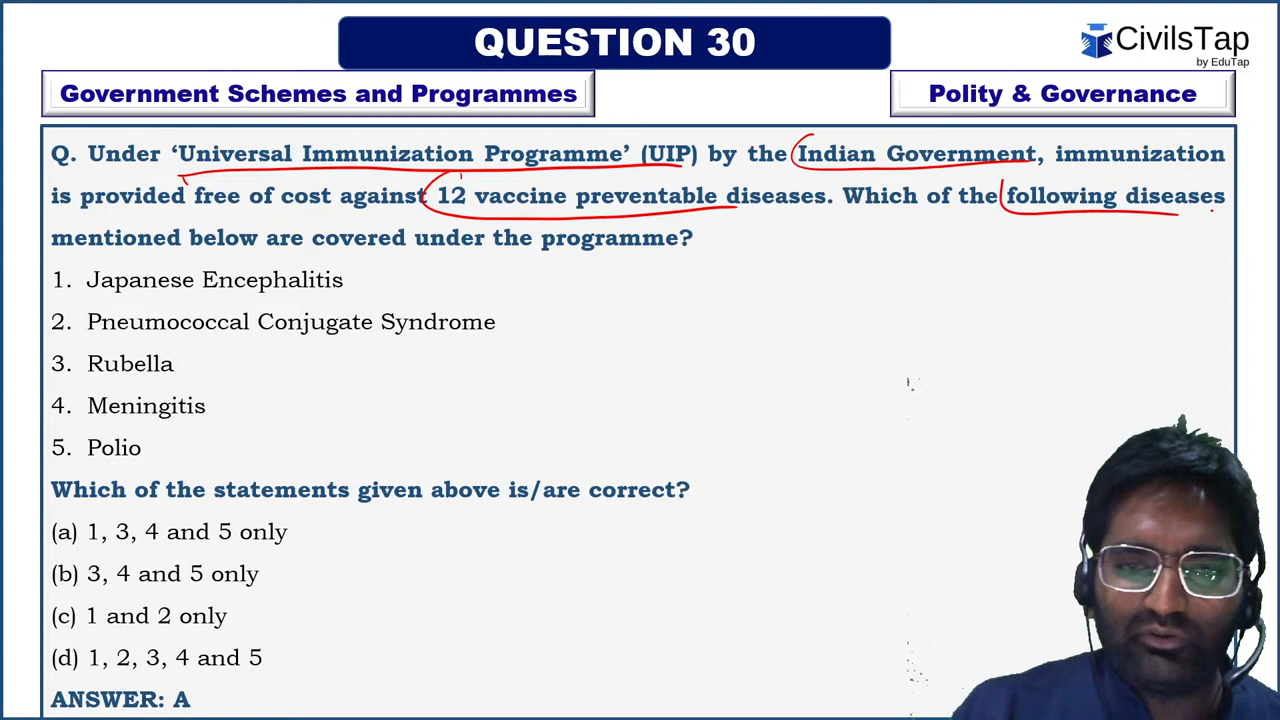 QUESTION 30
CivilsTap
by EduTap
Government Schemes and Programmes
Polity & Governance
Q. Under ‘Universal Immunization Programme’ (UIP) by the Indian Government, immunization
is provided free of cost against 12 vaccine preventable diseases. Which of the following diseases
mentioned below are covered under the programme?
1. Japanese Encephalitis
2. Pneumococcal Conjugate Syndrome
3. Rubella
4. Meningitis
5. Polio
Which of the statements given above is/are correct?
(a) 1, 3, 4 and 5 only
(b) 3, 4 and 5 only
(c) 1 and 2 only
(d) 1, 2, 3, 4 and 5
ANSWER: A